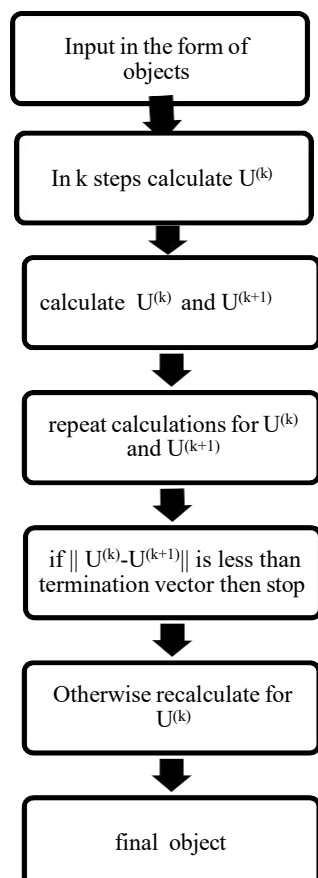 Input in the form of
objects
In k steps calculate U⁽ᵏ⁾
calculate U⁽ᵏ⁾ and U⁽ᵏ⁺¹⁾
repeat calculations for U⁽ᵏ⁾
and U⁽ᵏ⁺¹⁾
if || U⁽ᵏ⁾-U⁽ᵏ⁺¹⁾|| is less than
termination vector then stop
Otherwise recalculate for
U⁽ᵏ⁾
final object